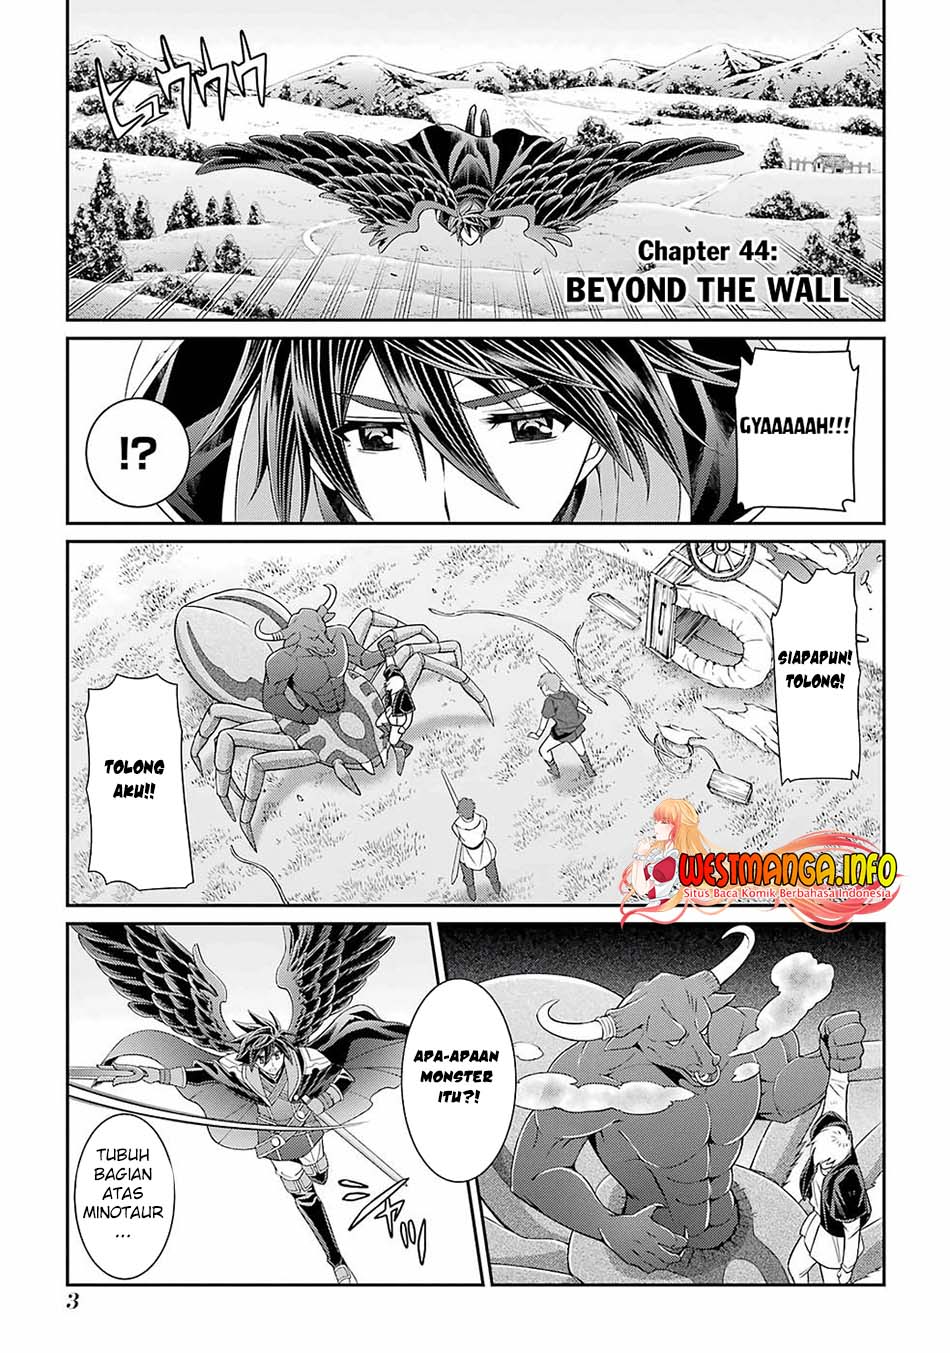 ヒュウウウウ
Chapter 44:
BEYOND THE WALL
GYAAAAAH!!!
!?
SIAPAPUN!
TOLONG!
TOLONG
AKU!!
WESTMANGA.INFO
Situs Baca Komik Berbahasa Indonesia
APA-APAAN
MONSTER
ITU?!
TUBUH
BAGIAN
ATAS
MINOTAUR
...
3